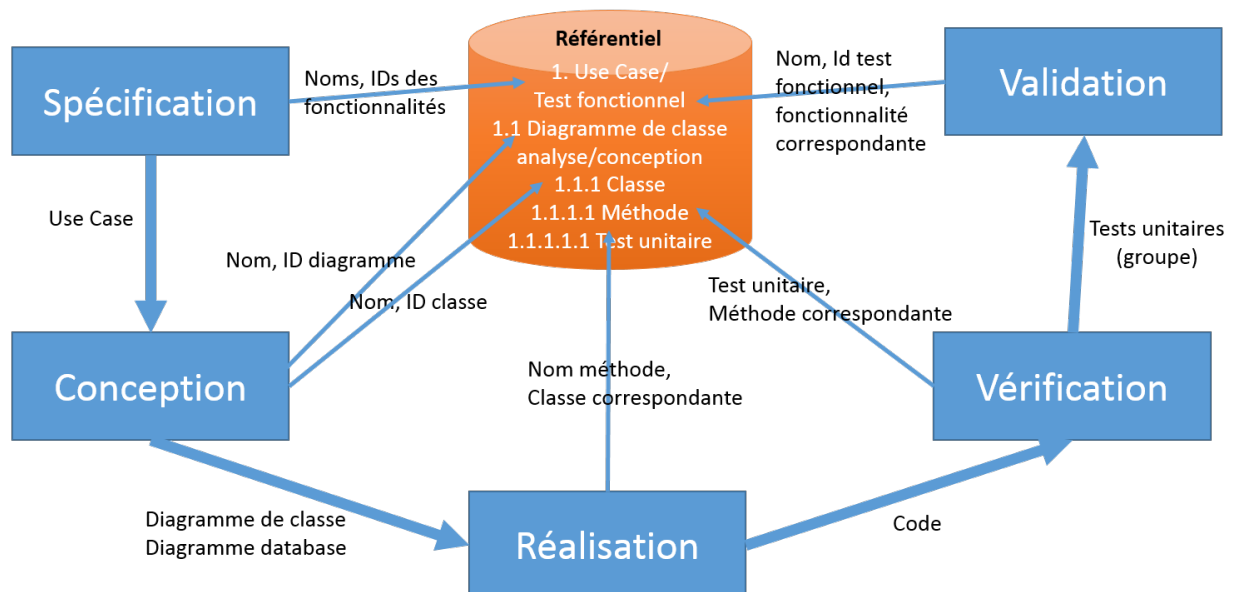 Référentiel
1. Use Case/
Test fonctionnel
1.1 Diagramme de classe
analyse/conception
1.1.1 Classe
1.1.1.1 Méthode
1.1.1.1.1 Test unitaire
Spécification
Noms, IDs des
fonctionnalités
Nom, Id test
fonctionnel,
fonctionnalité
correspondante
Validation
Use Case
Nom, ID diagramme
Nom, ID classe
Tests unitaires
(groupe)
Test unitaire,
Méthode correspondante
Conception
Nom méthode,
Classe correspondante
Vérification
Diagramme de classe
Diagramme database
Réalisation
Code